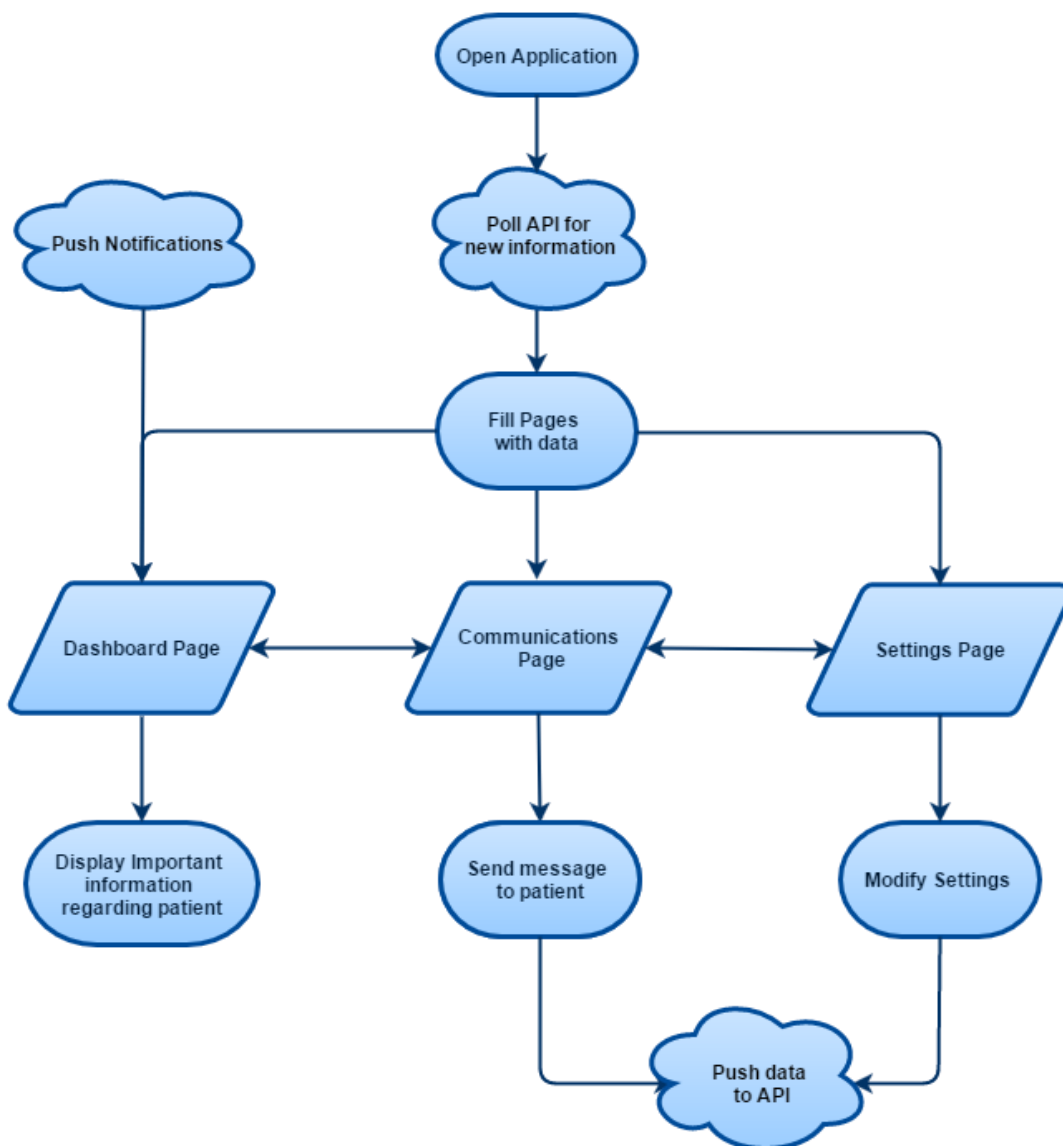 Open Application
Push Notifications
Poll API for
new information
Fill Pages
with data
Dashboard Page
Communications
Page
Settings Page
Display Important
information
regarding patient
Send message
to patient
Modify Settings
Push data
to API